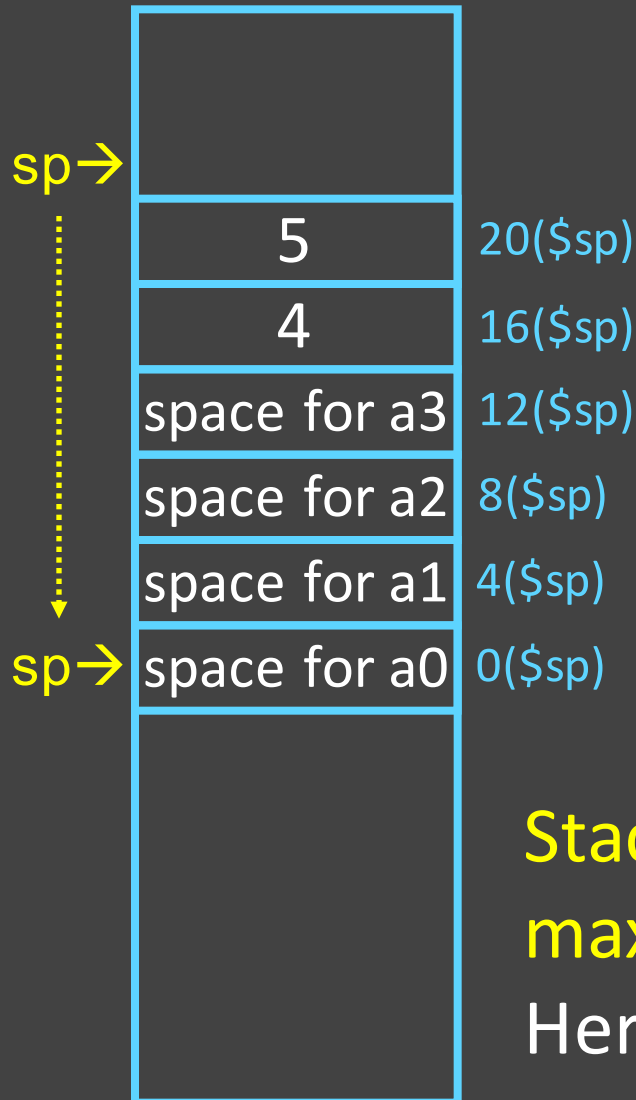 sp→
5 20($sp)
4 16($sp)
space for a3 12($sp)
space for a2 8($sp)
space for a1 4($sp)
sp→ space for a0 0($sp)